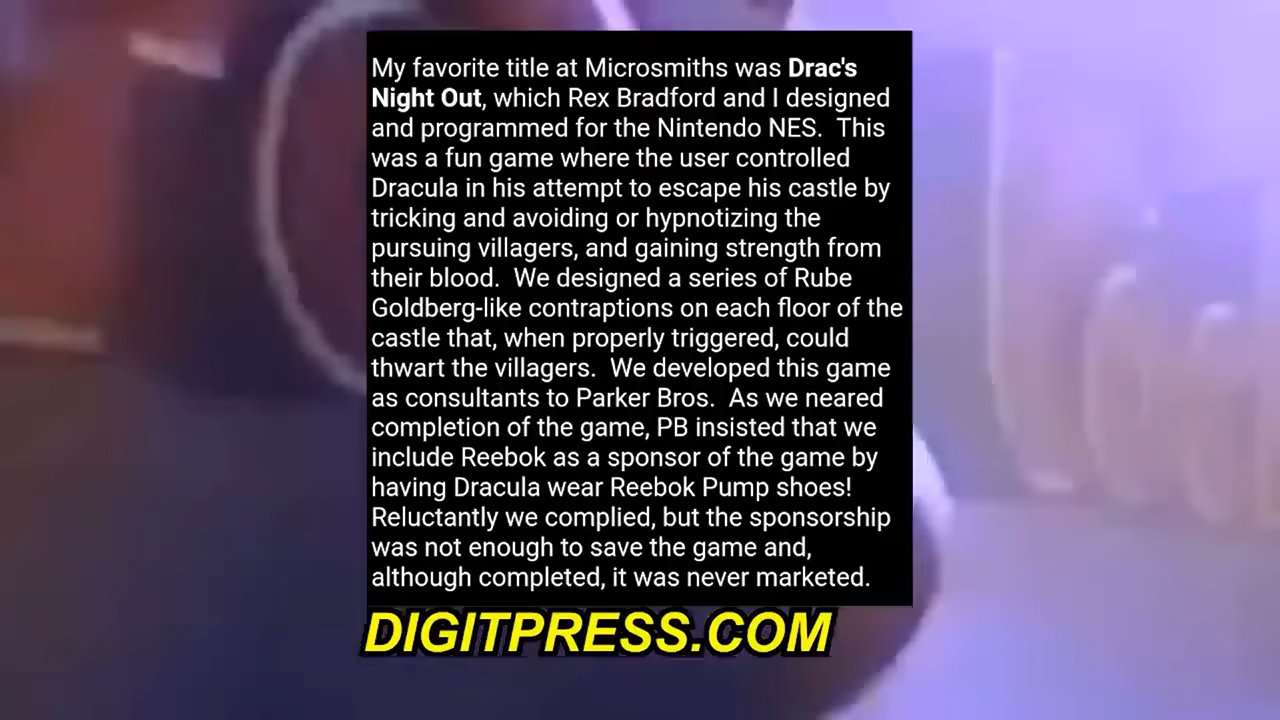 My favorite title at Microsmiths was Drac's
Night Out, which Rex Bradford and I designed
and programmed for the Nintendo NES.  This
was a fun game where the user controlled
Dracula in his attempt to escape his castle by
tricking and avoiding or hypnotizing the
pursuing villagers, and gaining strength from
their blood.  We designed a series of Rube
Goldberg-like contraptions on each floor of the
castle that, when properly triggered, could
thwart the villagers.  We developed this game
as consultants to Parker Bros.  As we neared
completion of the game, PB insisted that we
include Reebok as a sponsor of the game by
having Dracula wear Reebok Pump shoes!
Reluctantly we complied, but the sponsorship
was not enough to save the game and,
although completed, it was never marketed.
DIGITPRESS.COM